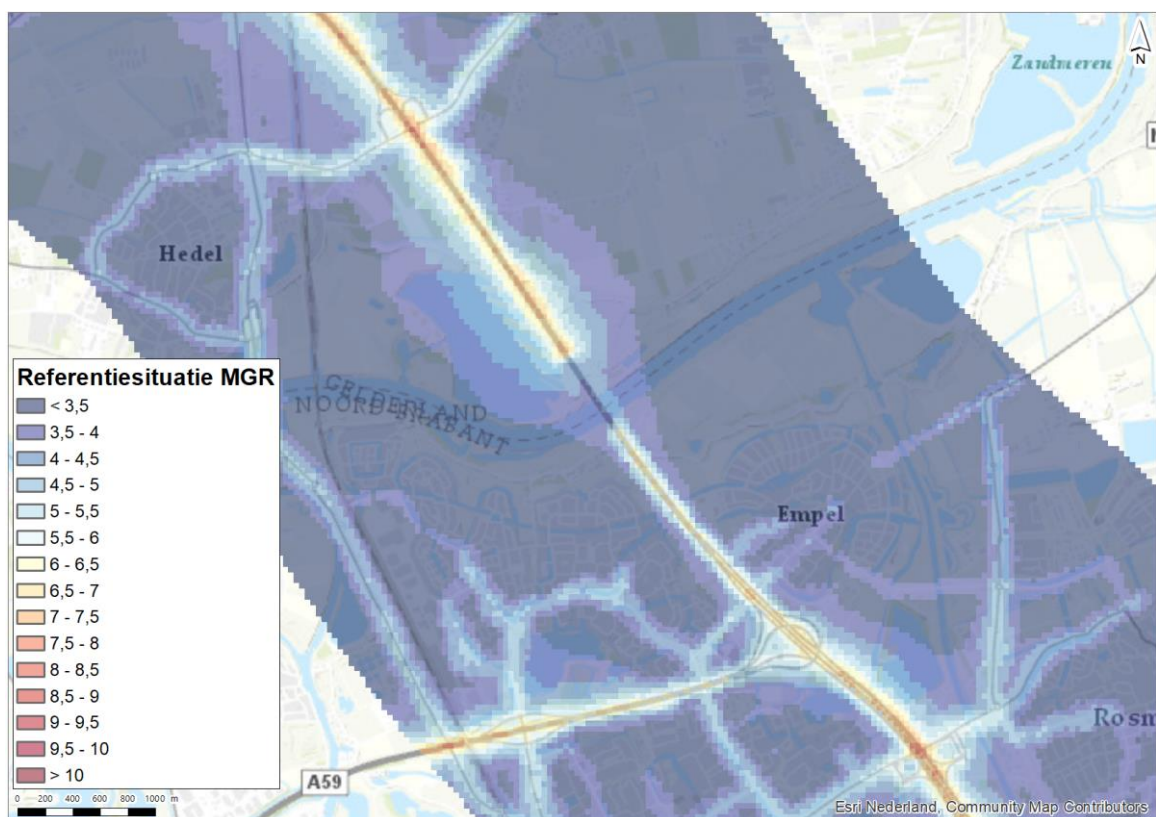 Zandmeren
N
Hedel
Referentiesituatie MGR
< 3,5
3,5 - 4
4 - 4,5
4,5 - 5
5 - 5,5
5,5 - 6
6 - 6,5
6,5 - 7
7 - 7,5
7,5 - 8
8 - 8,5
8,5 - 9
9 - 9,5
9,5 - 10
> 10
0 200 400 600 800 1000 m
GELDERLAND
NOORD-BRABANT
Empel
Rosm
A59
Esri Nederland, Community Map Contributors